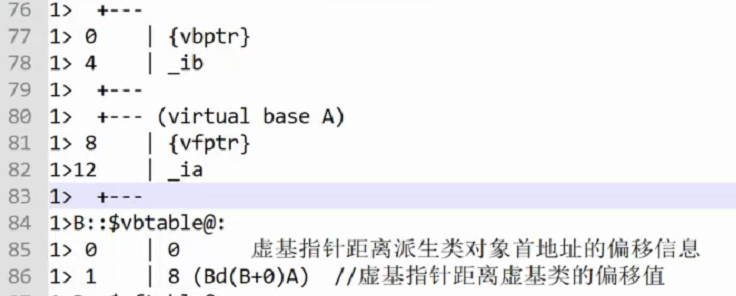 76 1>  +---
77 1> 0    | {vbptr}
78 1> 4    | _ib
79 1>  +---
80 1>  +--- (virtual base A)
81 1> 8    | {vfptr}
82 1>12    | _ia
83 1>  +---
84 1>B::$vbtable@:
85 1> 0    | 0    虚基指针距离派生类对象首地址的偏移信息
86 1> 1    | 8 (Bd(B+0)A)  //虚基指针距离虚基类的偏移值